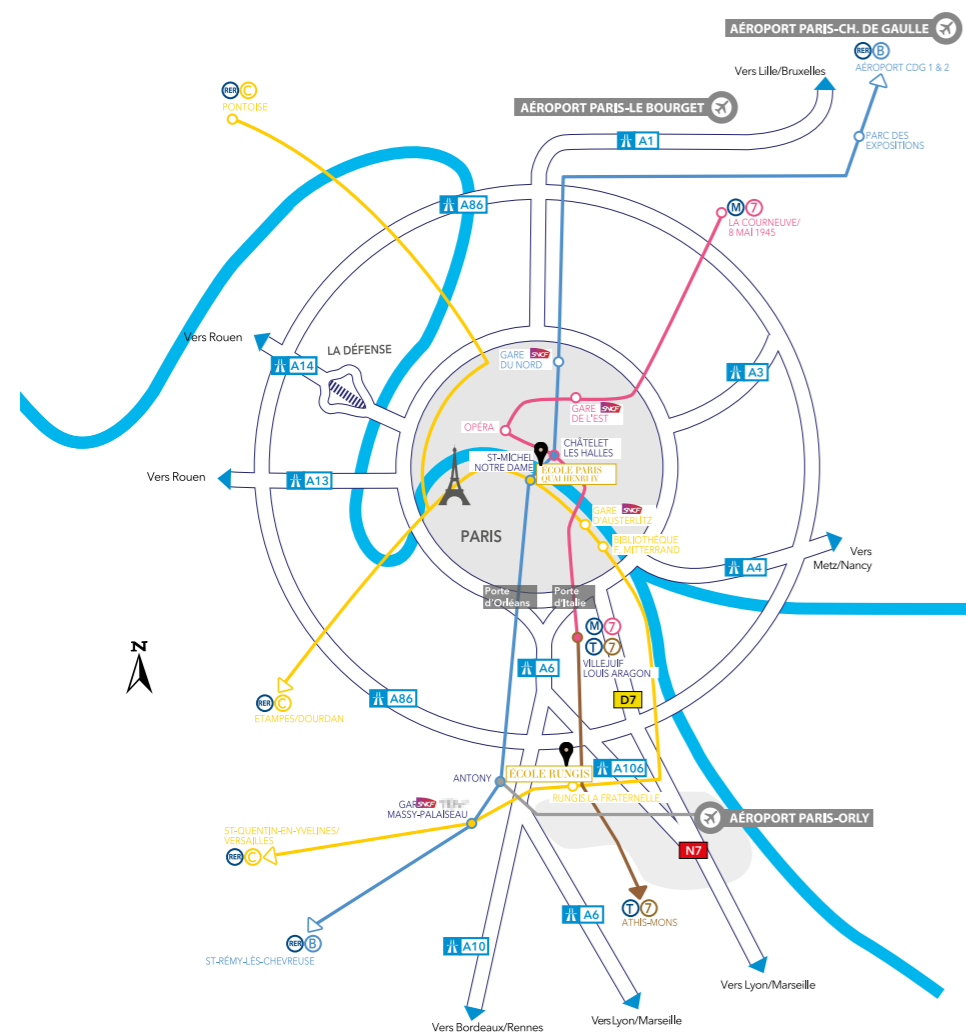 AÉROPORT PARIS-CH. DE GAULLE
RER B
AÉROPORT CDG 1 & 2
Vers Lille/Bruxelles
RER C
PONTOISE
AÉROPORT PARIS-LE BOURGET
A1
PARC DES
EXPOSITIONS
A86
M 7
LA COURNEUVE/
8 MAI 1945
Vers Rouen
LA DÉFENSE
A14
GARE SNCF
DU NORD
A3
GARE SNCF
DE L'EST
OPÉRA
CHÂTELET
LES HALLES
ST-MICHEL
NOTRE DAME
ÉCOLE PARIS
QUAI HENRI IV
Vers Rouen
A13
GARE SNCF
D'AUSTERLITZ
PARIS
BIBLIOTHÈQUE
F. MITTERRAND
Vers
Metz/Nancy
A4
Porte
d'Orléans
Porte
d'Italie
M 7
T 7
VILLEJUIF
LOUIS ARAGON
N
A6
RER C
ETAMPES/DOURDAN
A86
D7
ÉCOLE RUNGIS
A106
ANTONY
RUNGIS LA FRATERNELLE
GARE SNCF
MASSY-PALAISEAU
AÉROPORT PARIS-ORLY
ST-QUENTIN-EN-YVELINES/
VERSAILLES
RER C
N7
T 7
ATHIS-MONS
A6
RER B
ST-RÉMY-LÈS-CHEVREUSE
A10
Vers Lyon/Marseille
Vers Lyon/Marseille
Vers Bordeaux/Rennes